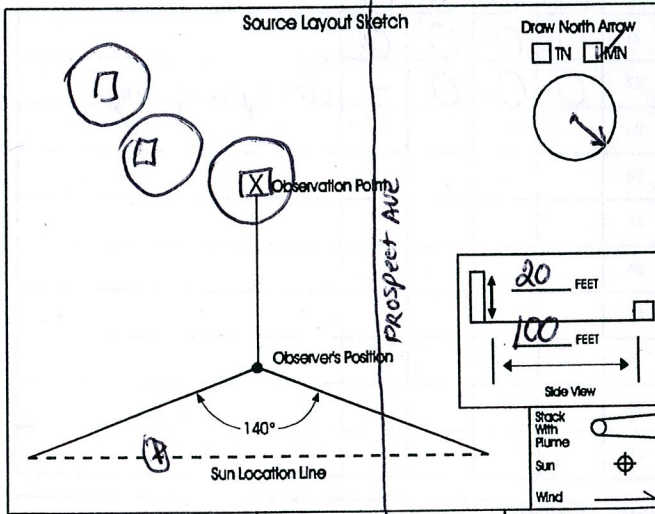 Source Layout Sketch
Draw North Arrow
TN MN
X Observation Point
PROSPECT AVE
20 FEET
100 FEET
Side View
Observer's Position
140°
X
Sun Location Line
Stack
With
Plume
Sun
Wind